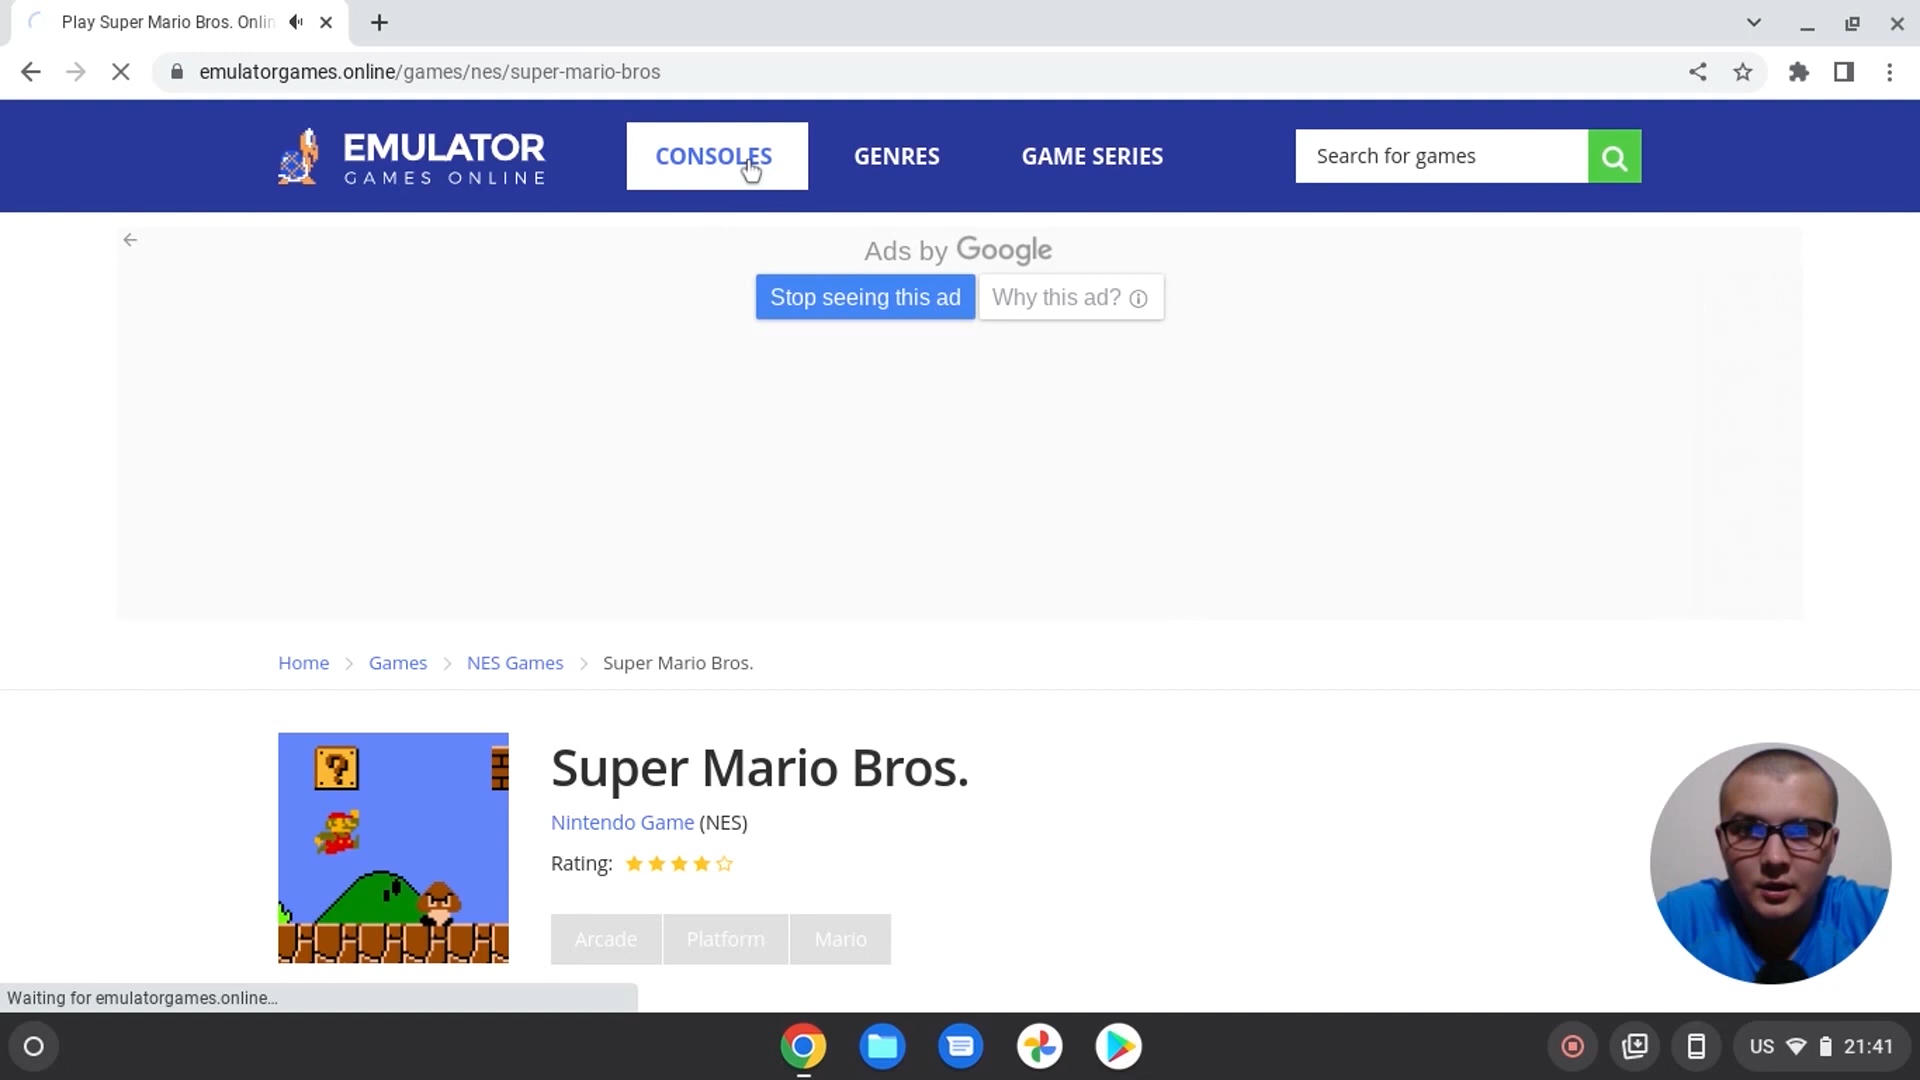 Play Super Mario Bros. Onlin
emulatorgames.online/games/nes/super-mario-bros
EMULATOR
GAMES ONLINE
CONSOLES
GENRES
GAME SERIES
Search for games
Ads by Google
Stop seeing this ad
Why this ad?
Home
Games
NES Games
Super Mario Bros.
Super Mario Bros.
Nintendo Game (NES)
Rating:
Arcade
Platform
Mario
Waiting for emulatorgames.online...
US
21:41